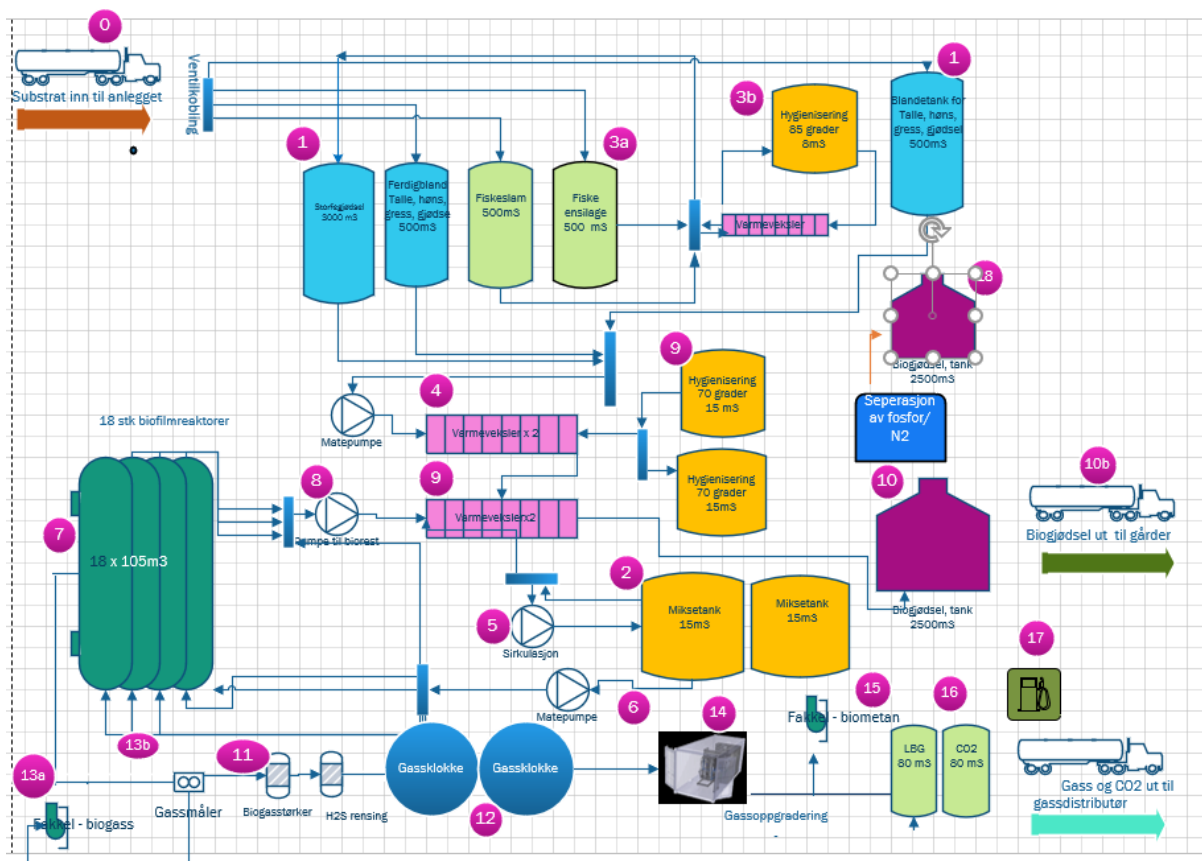 0
Substrat inn til anlegget
Ventilkobling
1
Storfegjødsel
3000 m3
Ferdigbland
Talle, høns,
gress, gjødse
500m3
Fiskeslam
500m3
3a
Fiske
ensilage
500 m3
3b
Hygienisering
85 grader
8m3
Varmeveksler
1
Blandetank for
Talle, høns,
gress, gjødsel
500m3
18
Biogjødsel, tank
2500m3
Seperasjon
av fosfor/
N2
9
Hygienisering
70 grader
15 m3
Hygienisering
70 grader
15m3
4
Matepumpe
Varmeveksler x 2
18 stk biofilmreaktorer
7
18 x 105m3
8
Pumpe til biorest
9
Varmevekslerx2
10
Biogjødsel, tank
2500m3
10b
Biogjødsel ut til gårder
2
Miksetank
15m3
Miksetank
15m3
5
Sirkulasjon
6
Matepumpe
13b
13a
Fakkel - biogass
Gassmåler
11
Biogasstørker
H2S rensing
Gassklokke
Gassklokke
12
14
Gassoppgradering
15
Fakkel - biometan
16
LBG
80 m3
CO2
80 m3
17
Gass og CO2 ut til
gassdistributør